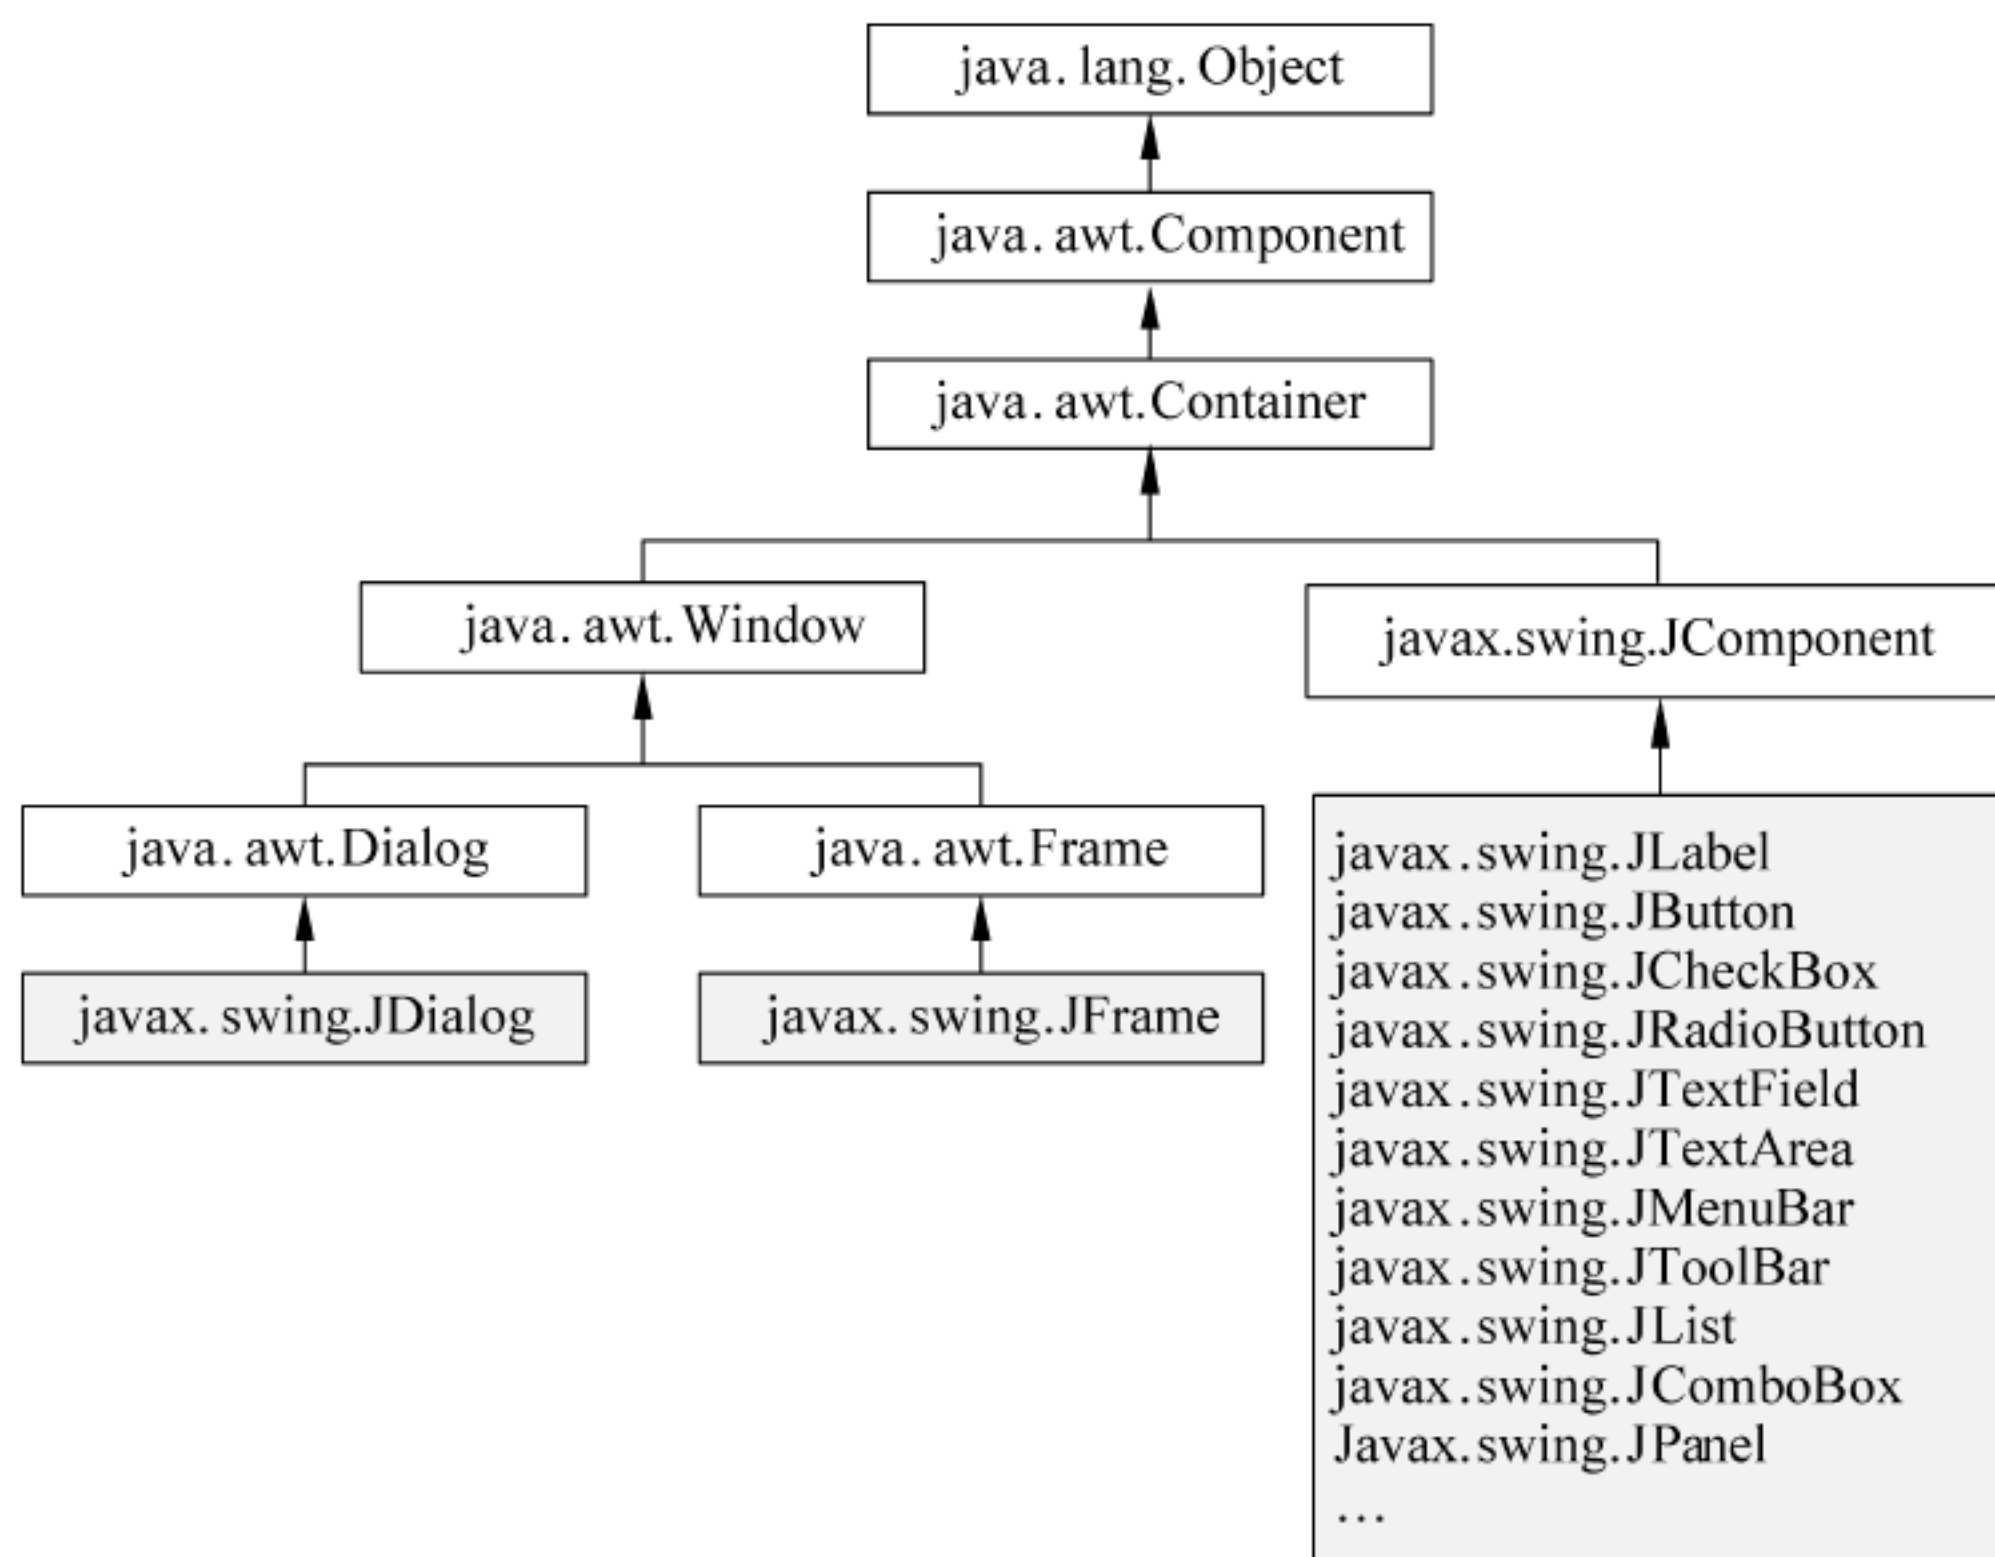 java. lang. Object
java. awt.Component
java. awt.Container
java. awt. Window
javax.swing.JComponent
java. awt.Dialog
java. awt.Frame
javax. swing.JDialog
javax. swing.JFrame
javax.swing.JLabel
javax.swing.JButton
javax.swing.JCheckBox
javax.swing.JRadioButton
javax.swing.JTextField
javax.swing.JTextArea
javax.swing.JMenuBar
javax.swing.JToolBar
javax.swing.JList
javax.swing.JComboBox
Javax.swing.JPanel
…